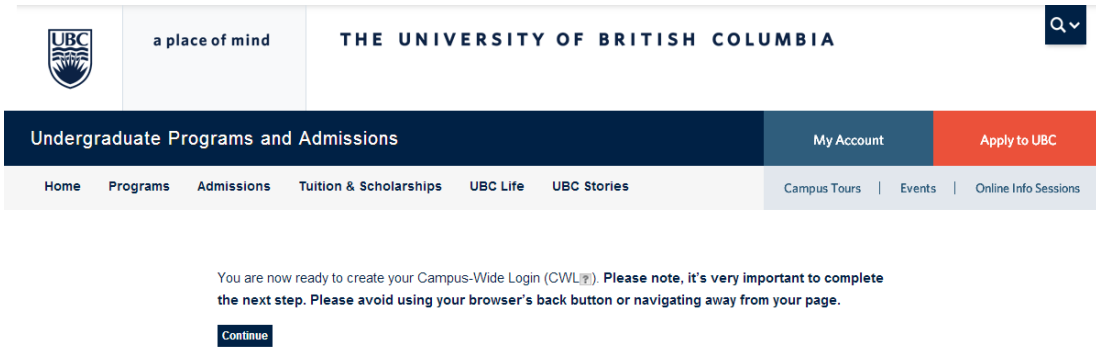 UBC
a place of mind
THE UNIVERSITY OF BRITISH COLUMBIA
Undergraduate Programs and Admissions
My Account
Apply to UBC
Home Programs Admissions Tuition & Scholarships UBC Life UBC Stories
Campus Tours | Events | Online Info Sessions
You are now ready to create your Campus-Wide Login (CWL?). Please note, it's very important to complete
the next step. Please avoid using your browser's back button or navigating away from your page.
Continue